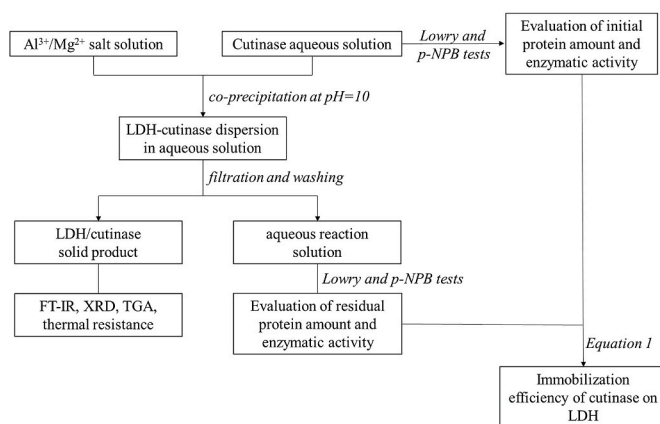 Al³⁺/Mg²⁺ salt solution
Cutinase aqueous solution
Lowry and
p-NPB tests
Evaluation of initial
protein amount and
enzymatic activity
co-precipitation at pH=10
LDH-cutinase dispersion
in aqueous solution
filtration and washing
LDH/cutinase
solid product
aqueous reaction
solution
Lowry and p-NPB tests
FT-IR, XRD, TGA,
thermal resistance
Evaluation of residual
protein amount and
enzymatic activity
Equation 1
Immobilization
efficiency of cutinase on
LDH